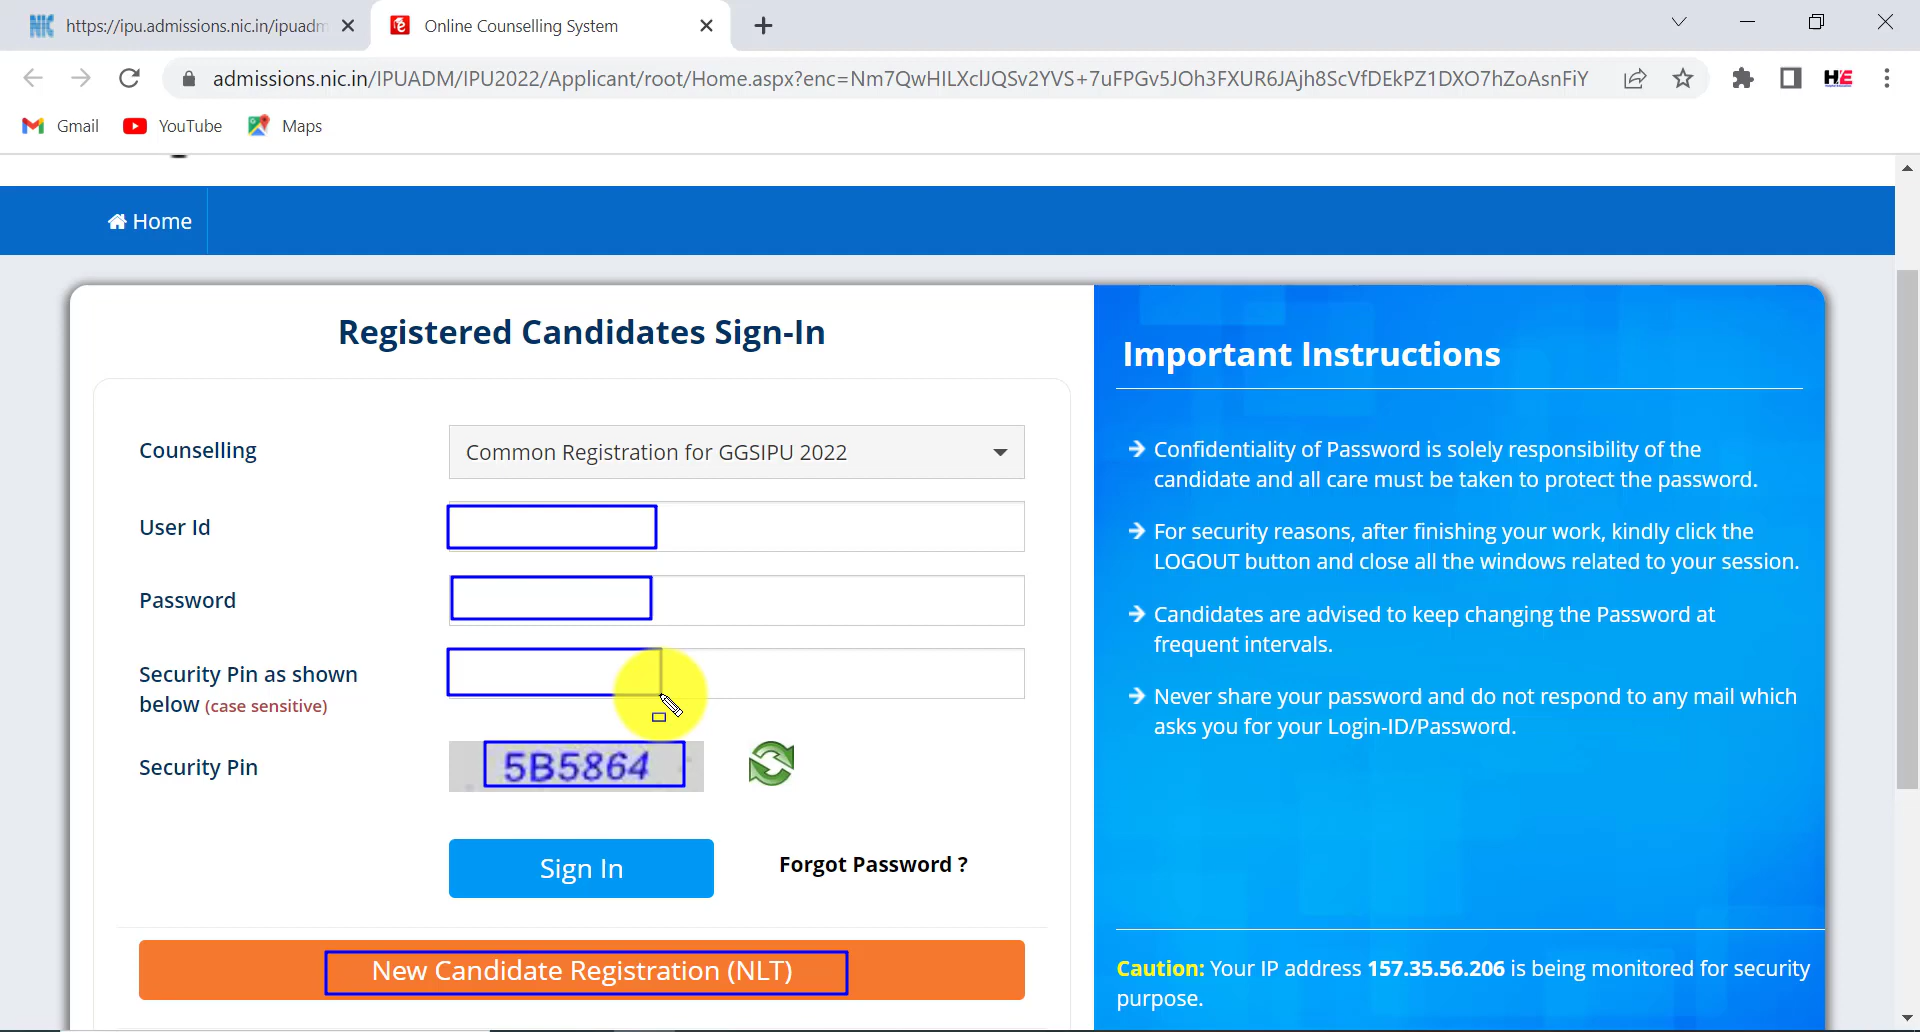 https://ipu.admissions.nic.in/ipuadm
Online Counselling System
admissions.nic.in/IPUADM/IPU2022/Applicant/root/Home.aspx?enc=Nm7QwHILXclJQSv2YVS+7uFPGv5JOh3FXUR6JAjh8ScVfDEkPZ1DXO7hZoAsnFiY
Gmail
YouTube
Maps
Home
Registered Candidates Sign-In
Counselling
Common Registration for GGSIPU 2022
User Id
Password
Security Pin as shown
below (case sensitive)
Security Pin
5B5864
Sign In
Forgot Password ?
New Candidate Registration (NLT)
Important Instructions
Confidentiality of Password is solely responsibility of the
candidate and all care must be taken to protect the password.
For security reasons, after finishing your work, kindly click the
LOGOUT button and close all the windows related to your session.
Candidates are advised to keep changing the Password at
frequent intervals.
Never share your password and do not respond to any mail which
asks you for your Login-ID/Password.
Caution: Your IP address 157.35.56.206 is being monitored for security
purpose.